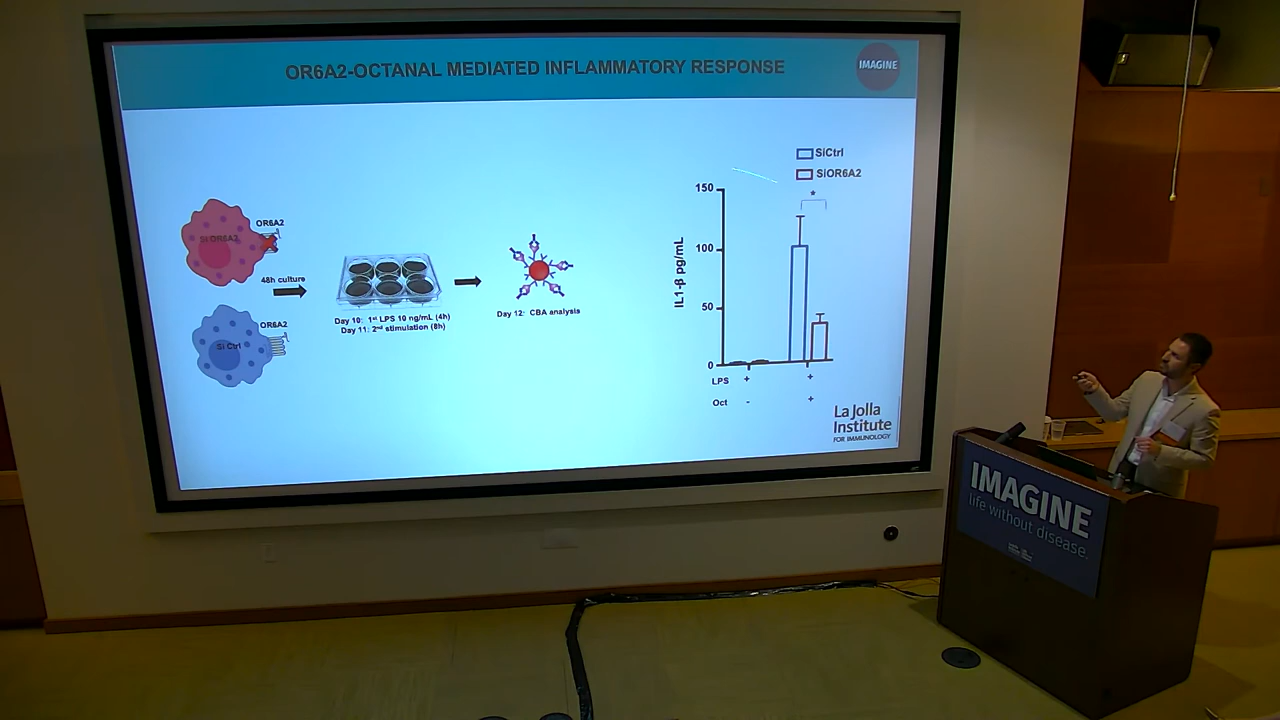 OR6A2-OCTANAL MEDIATED INFLAMMATORY RESPONSE
IMAGINE
Si OR6A2
OR6A2
48h culture
OR6A2
Si Ctrl
Day 10: 1st LPS 10 ng/mL (4h)
Day 11: 2nd stimulation (8h)
Day 12: CBA analysis
SiCtrl
SiOR6A2
*
IL1-β pg/mL
150
100
50
0
LPS + +
Oct - +
La Jolla
Institute
FOR IMMUNOLOGY
IMAGINE
life without disease.